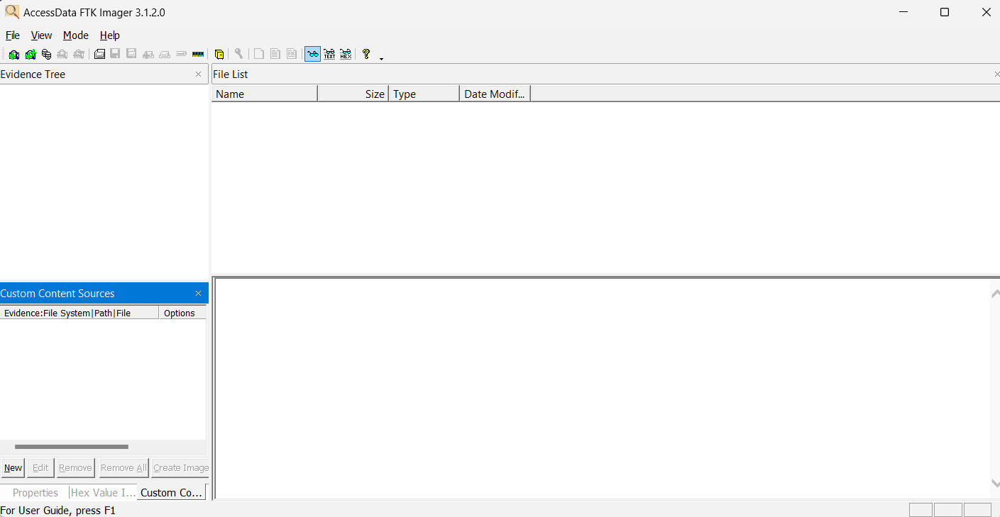 AccessData FTK Imager 3.1.2.0
File View Mode Help
TEXT HEX ?
Evidence Tree
File List
Name Size Type Date Modif...
Custom Content Sources
Evidence:File System|Path|File Options
New Edit Remove Remove All Create Image
Properties Hex Value I... Custom Co...
For User Guide, press F1